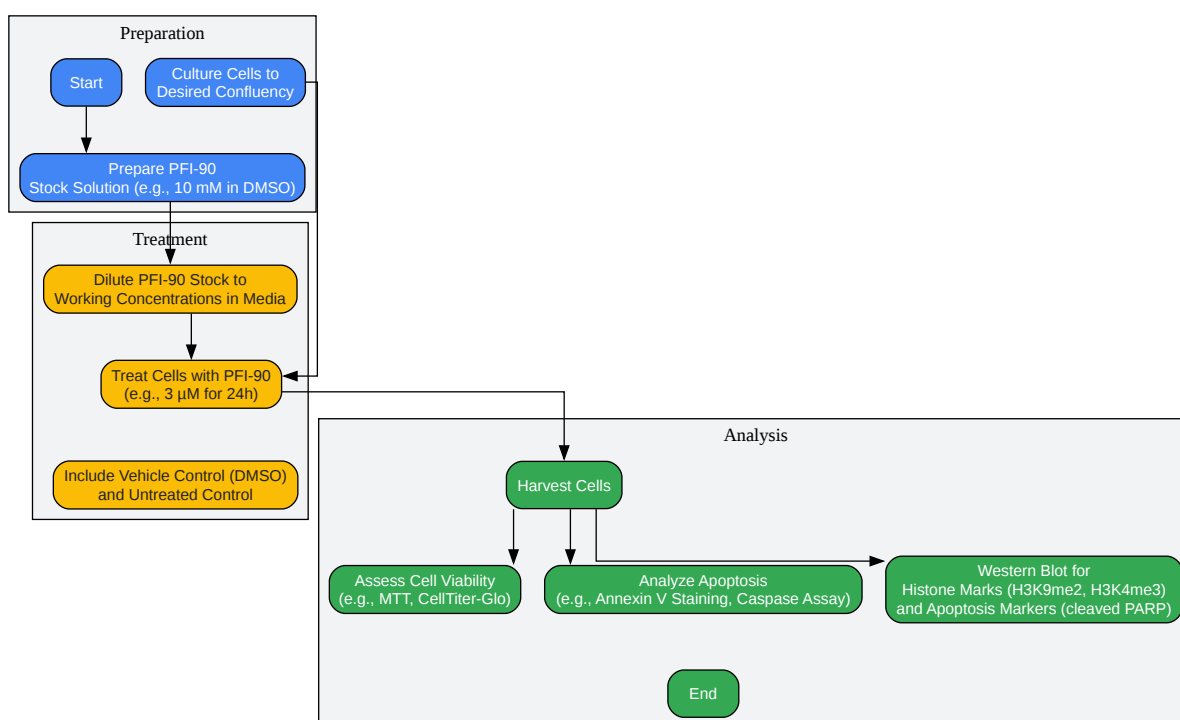 Preparation
Start
Culture Cells to
Desired Confluency
Prepare PFI-90
Stock Solution (e.g., 10 mM in DMSO)
Treatment
Dilute PFI-90 Stock to
Working Concentrations in Media
Treat Cells with PFI-90
(e.g., 3 µM for 24h)
Include Vehicle Control (DMSO)
and Untreated Control
Analysis
Harvest Cells
Assess Cell Viability
(e.g., MTT, CellTiter-Glo)
Analyze Apoptosis
(e.g., Annexin V Staining, Caspase Assay)
Western Blot for
Histone Marks (H3K9me2, H3K4me3)
and Apoptosis Markers (cleaved PARP)
End